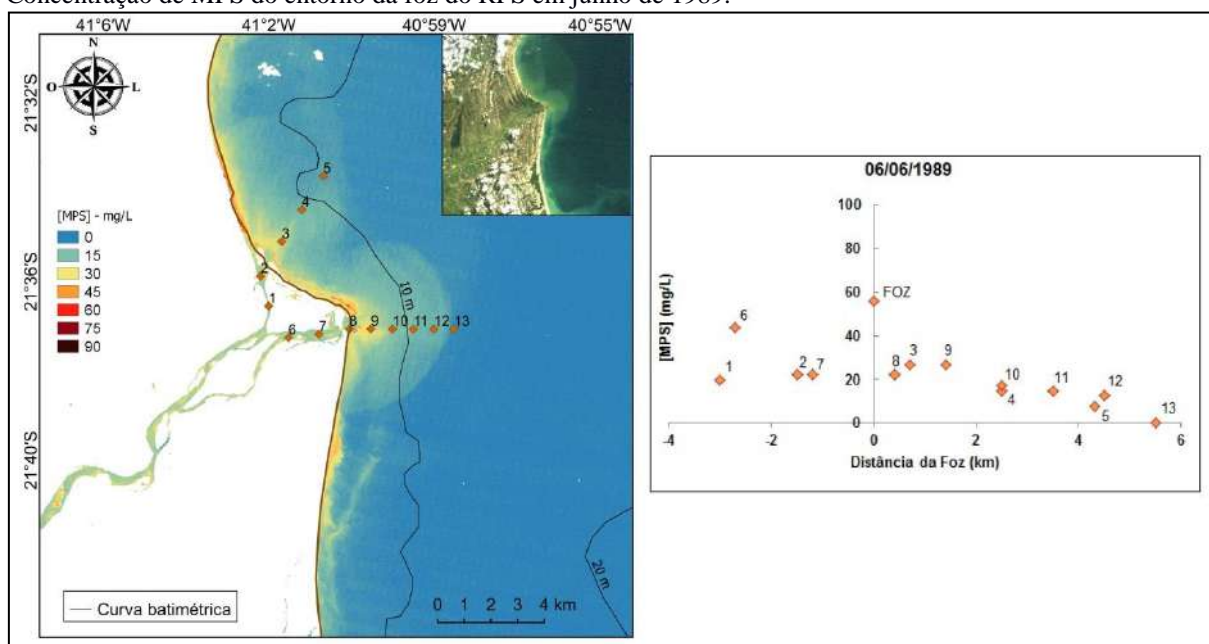 Concentração de MPS do entorno da foz do RPS em junho de 1989.
41°6'W 41°2'W 40°59'W 40°55'W
N
O L
S
21°32'S
21°36'S
21°40'S
[MPS] - mg/L
0
15
30
45
60
75
90
5
4
3
2
1
6 7 8 9 10 11 12 13
10 m
20 m
Curva batimétrica
0 1 2 3 4 km
06/06/1989
[MPS] (mg/L)
100
80
60
40
20
0
FOZ
6
1
2 7
8 3 9
10
4
11
12
5
13
-4 -2 0 2 4 6
Distância da Foz (km)